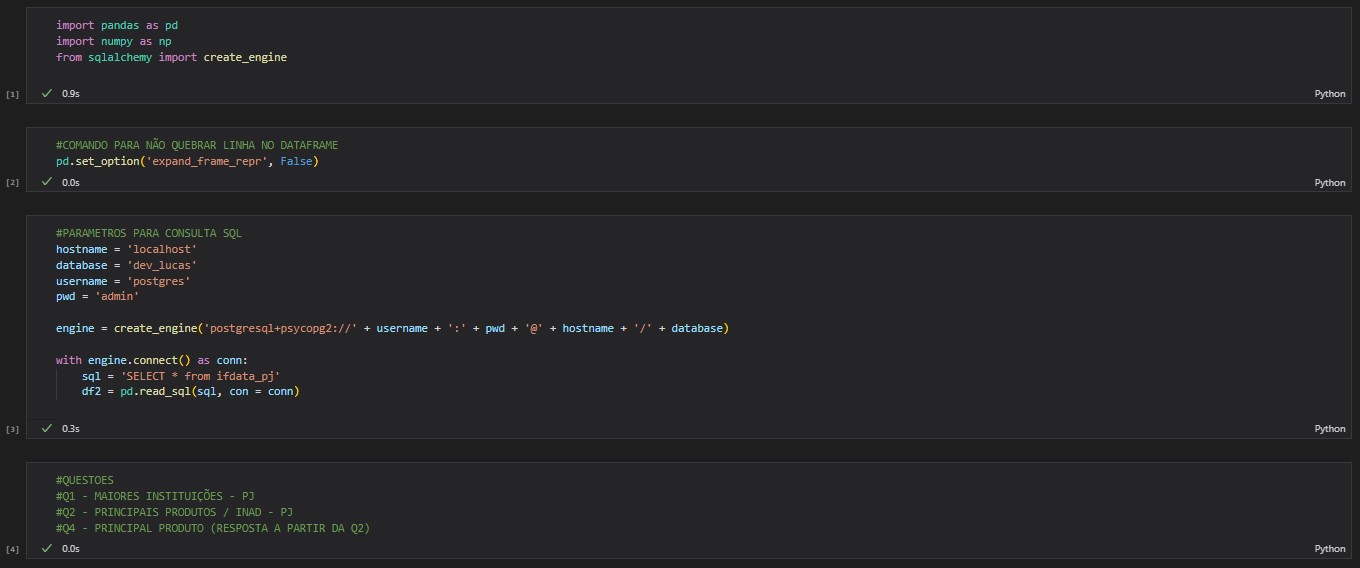 import pandas as pd
import numpy as np
from sqlalchemy import create_engine
[1]
0.9s
Python
#COMANDO PARA NÃO QUEBRAR LINHA NO DATAFRAME
pd.set_option('expand_frame_repr', False)
[2]
0.0s
Python
#PARAMETROS PARA CONSULTA SQL
hostname = 'localhost'
database = 'dev_lucas'
username = 'postgres'
pwd = 'admin'
engine = create_engine('postgresql+psycopg2://' + username + ':' + pwd + '@' + hostname + '/' + database)
with engine.connect() as conn:
sql = 'SELECT * from ifdata_pj'
df2 = pd.read_sql(sql, con = conn)
[3]
0.3s
Python
#QUESTOES
#Q1 - MAIORES INSTITUIÇÕES - PJ
#Q2 - PRINCIPAIS PRODUTOS / INAD - PJ
#Q4 - PRINCIPAL PRODUTO (RESPOSTA A PARTIR DA Q2)
[4]
0.0s
Python